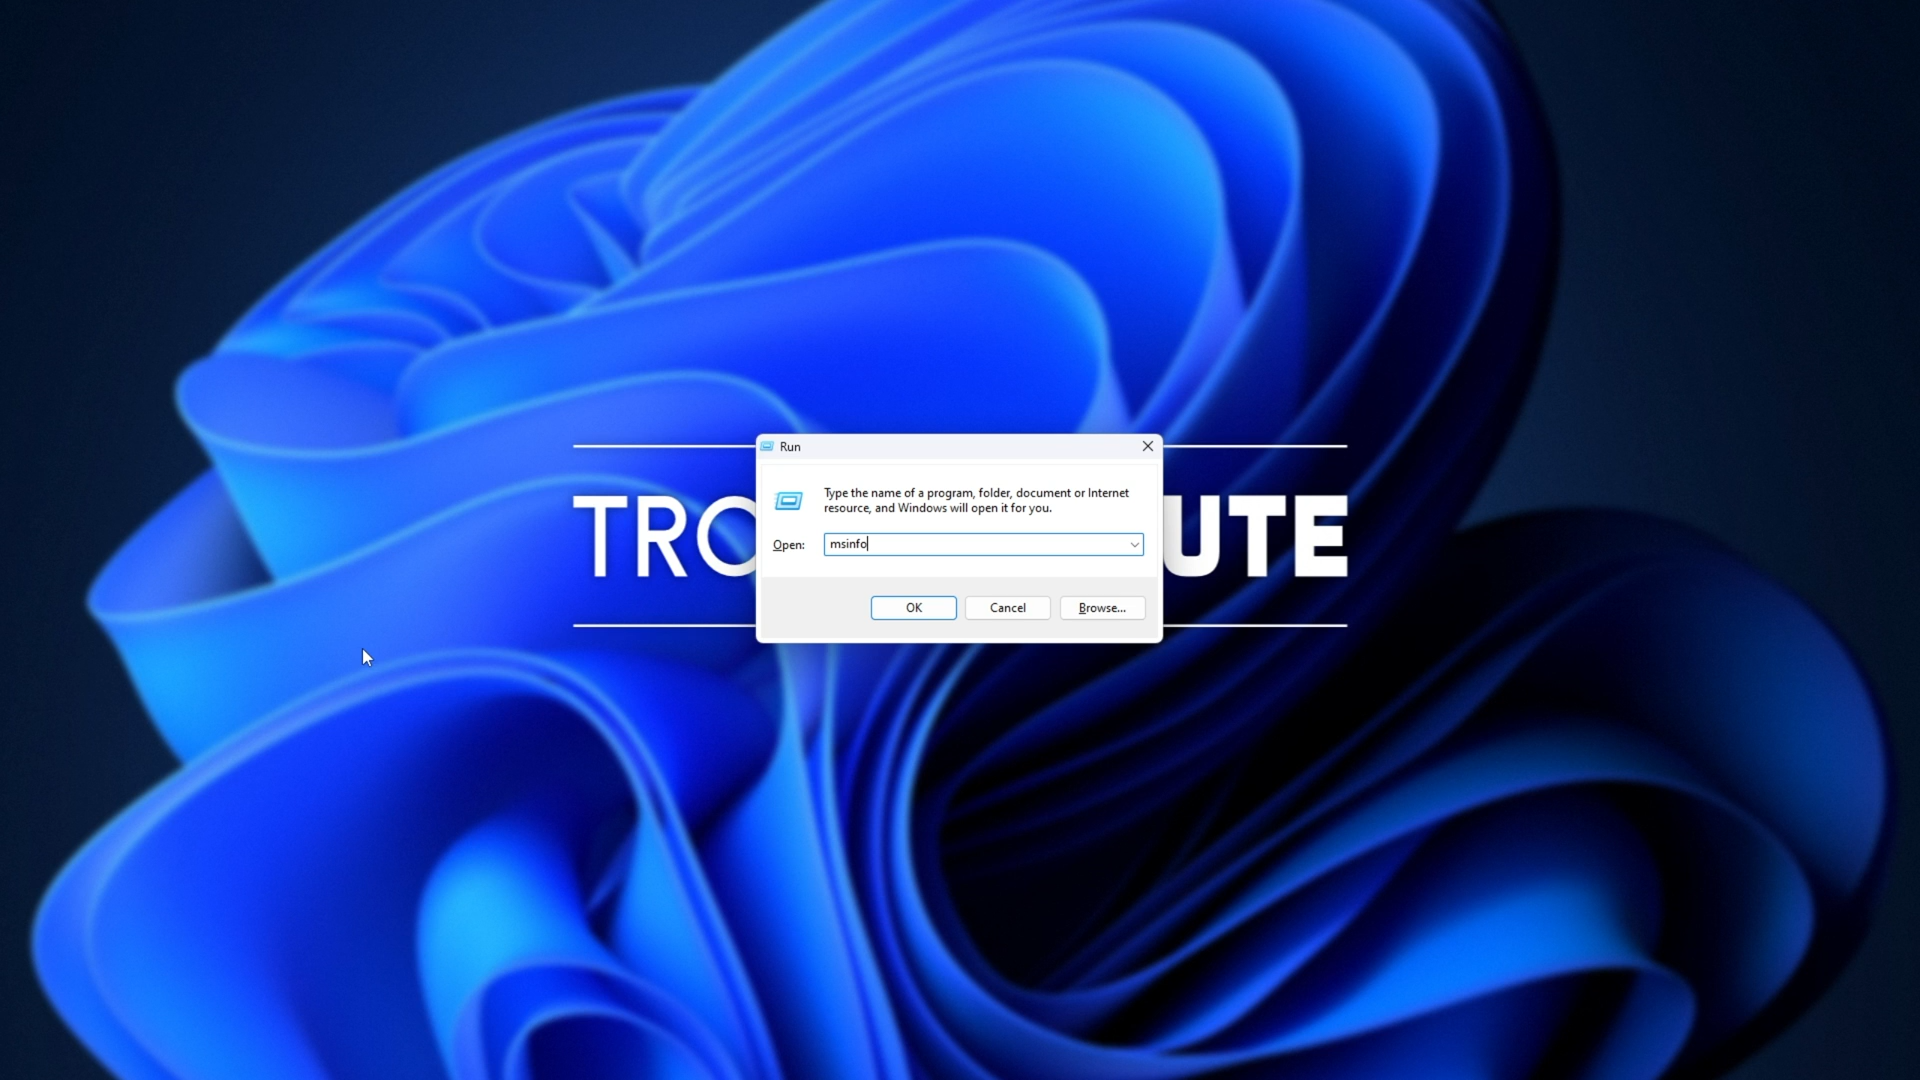 Run
Type the name of a program, folder, document or Internet
resource, and Windows will open it for you.
Open: msinfo
OK Cancel Browse...
TRO UTE